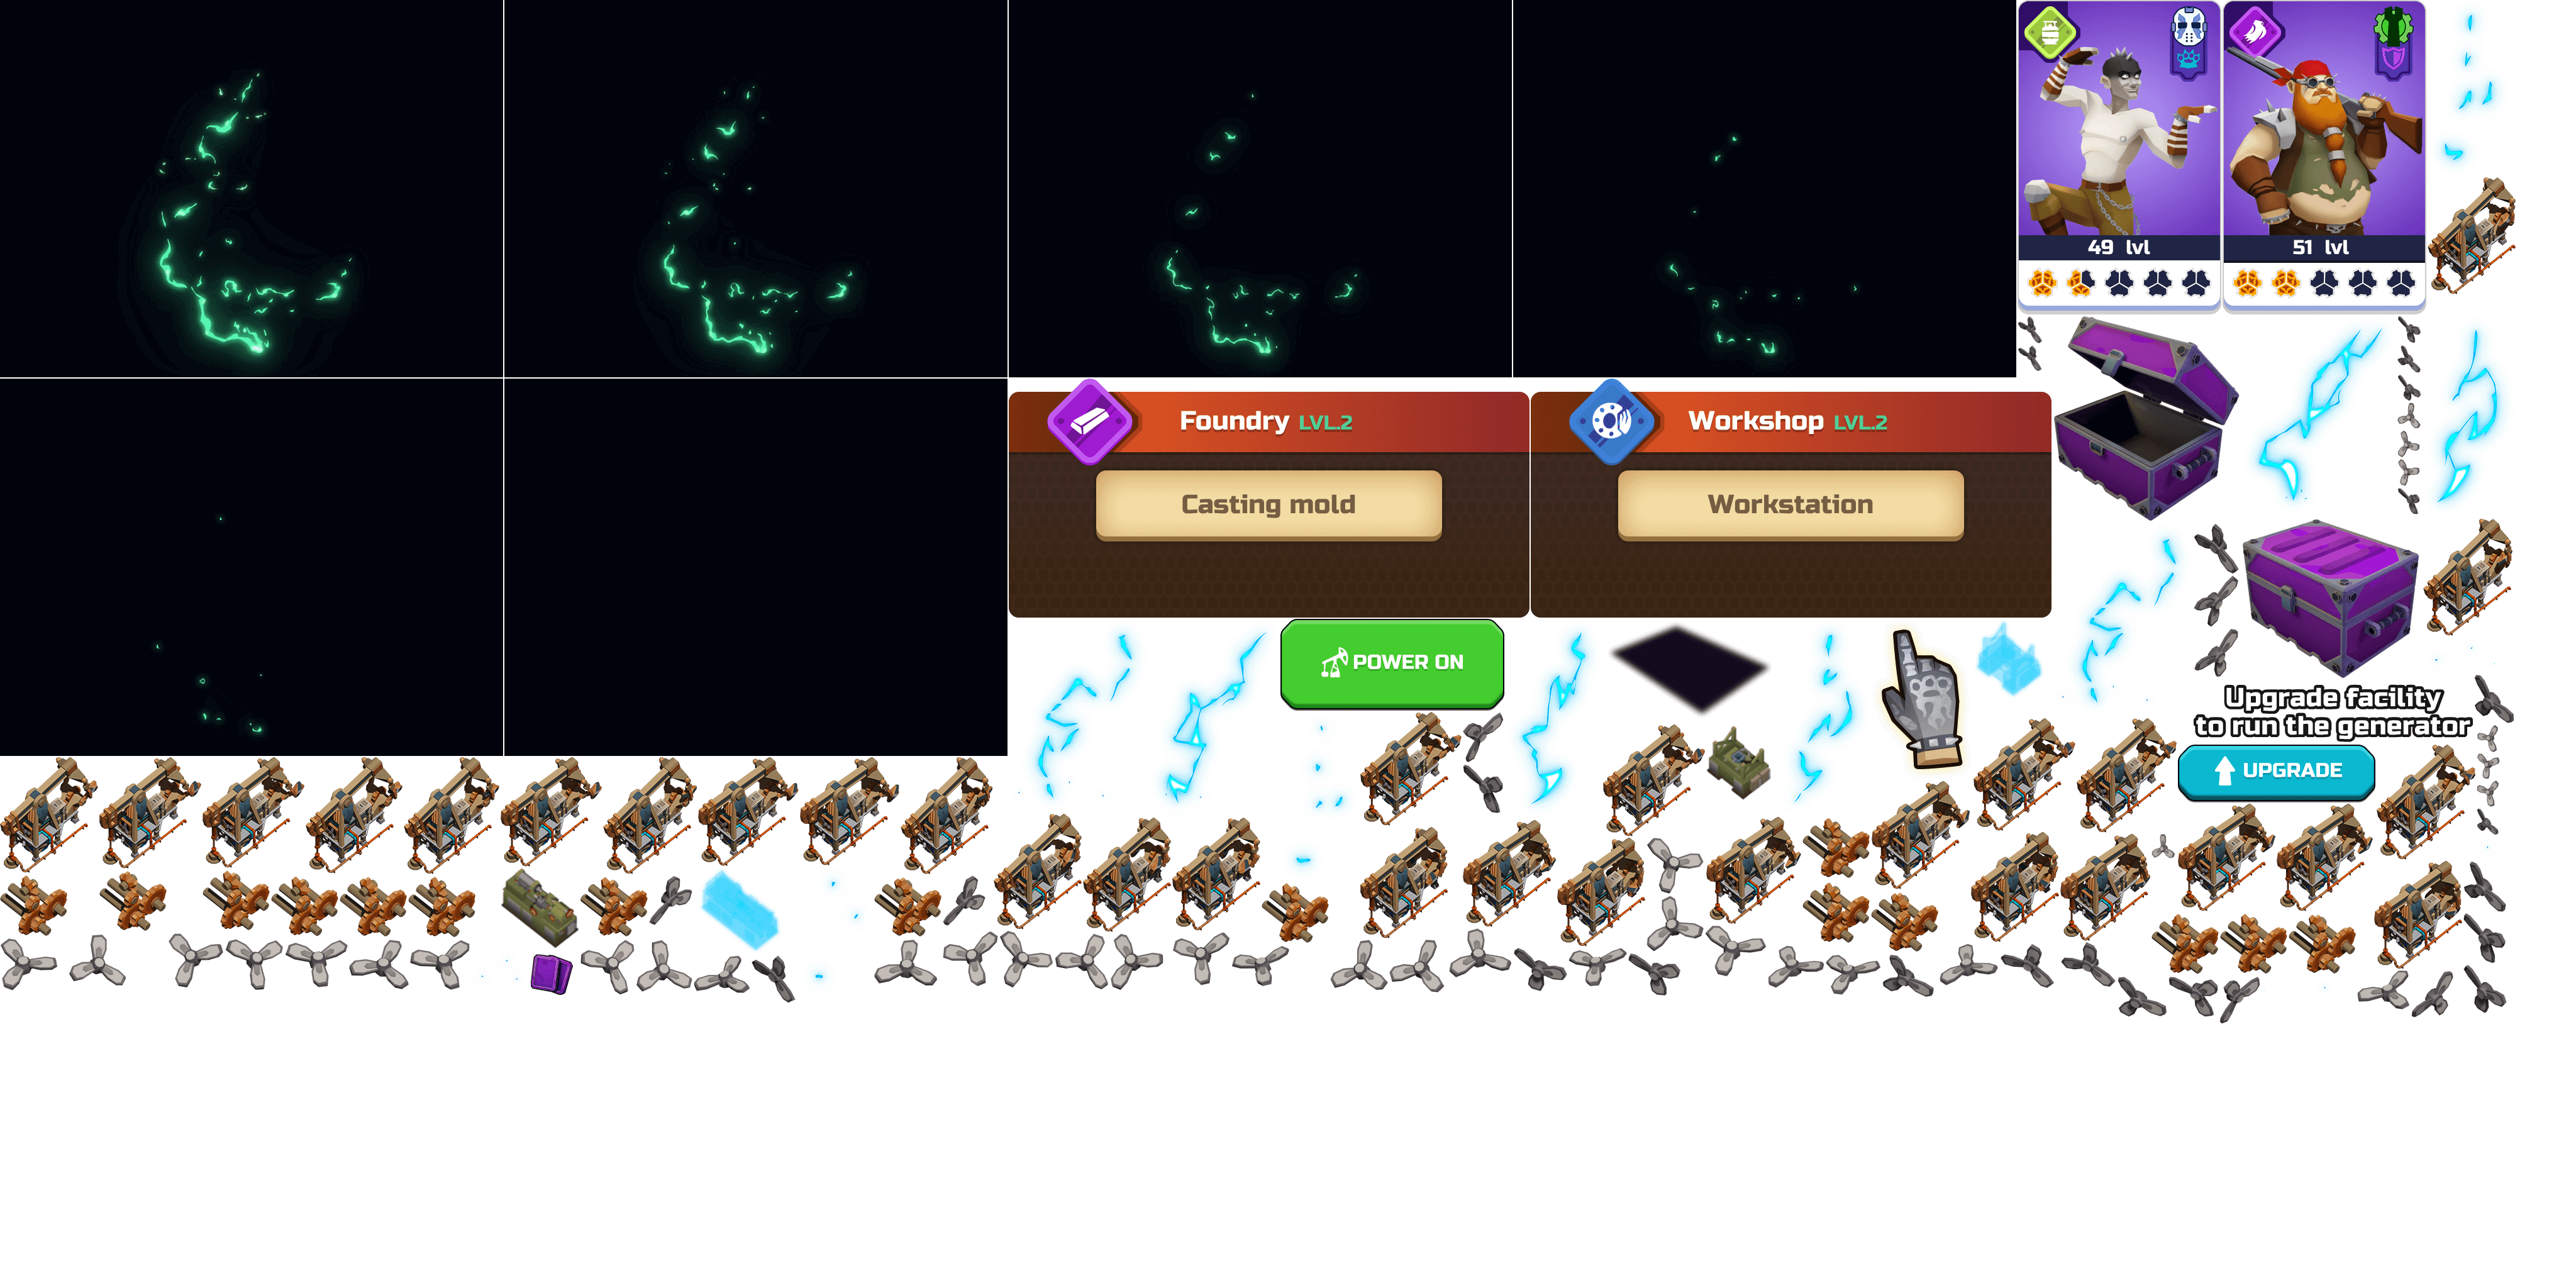 49 lvl
51 lvl
Foundry LVL.2
Casting mold
Workshop LVL.2
Workstation
POWER ON
Upgrade facility
to run the generator
UPGRADE